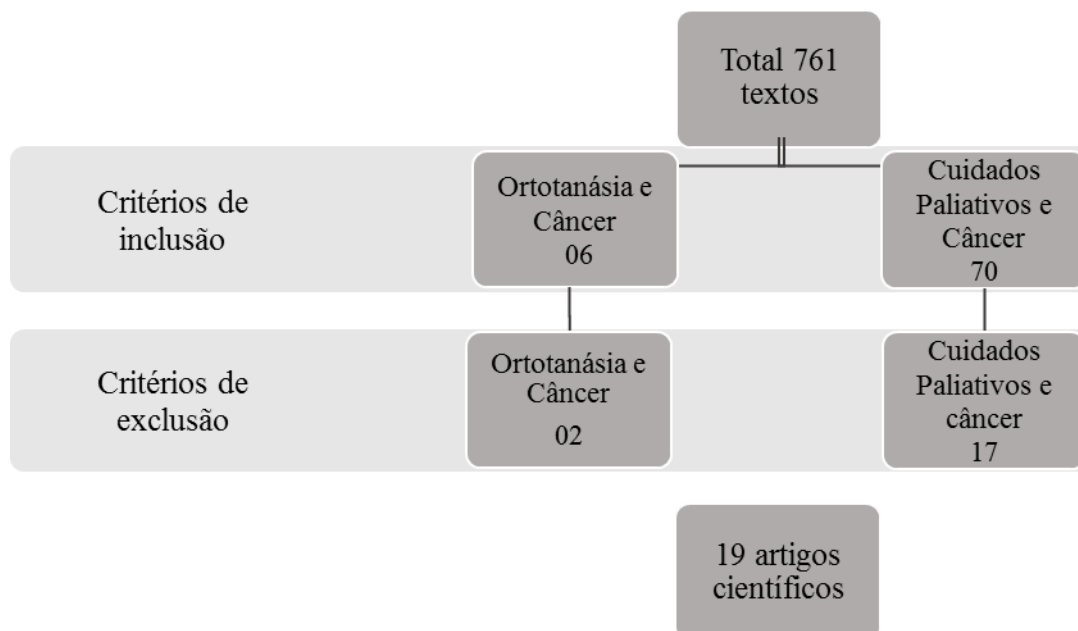 Total 761
textos
Critérios de
inclusão
Ortotanásia e
Câncer
06
Cuidados
Paliativos e
Câncer
70
Critérios de
exclusão
Ortotanásia e
Câncer
02
Cuidados
Paliativos e
câncer
17
19 artigos
científicos